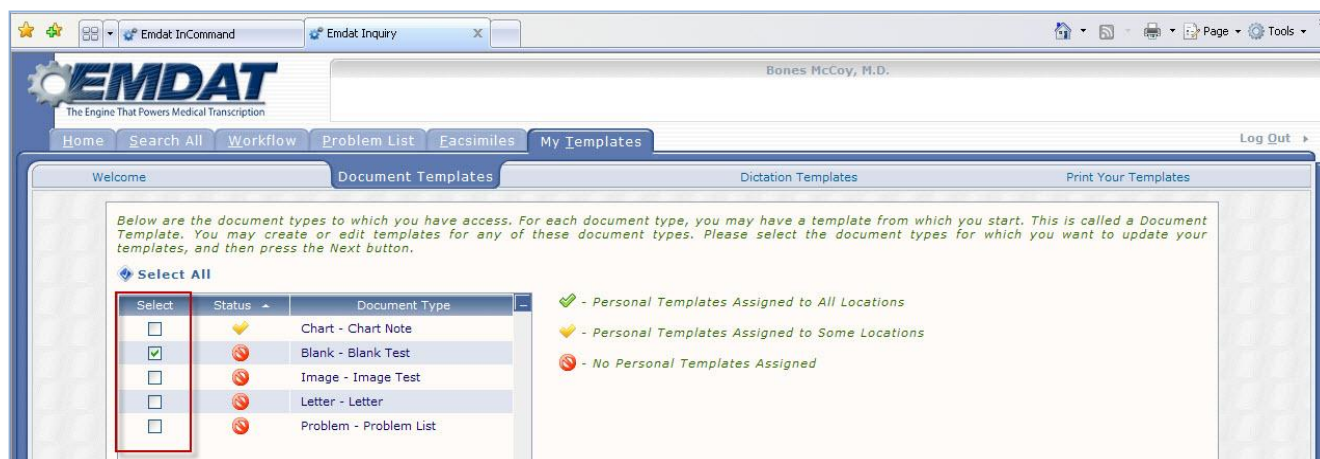 Emdat InCommand
Emdat Inquiry X
Page Tools
EMDAT
The Engine That Powers Medical Transcription
Bones McCoy, M.D.
Home Search All Workflow Problem List Facsimiles My Templates Log Out
Welcome Document Templates Dictation Templates Print Your Templates
Below are the document types to which you have access. For each document type, you may have a template from which you start. This is called a Document
Template. You may create or edit templates for any of these document types. Please select the document types for which you want to update your
templates, and then press the Next button.
Select All
Select Status Document Type
Chart - Chart Note
Blank - Blank Test
Image - Image Test
Letter - Letter
Problem - Problem List
- Personal Templates Assigned to All Locations
- Personal Templates Assigned to Some Locations
- No Personal Templates Assigned